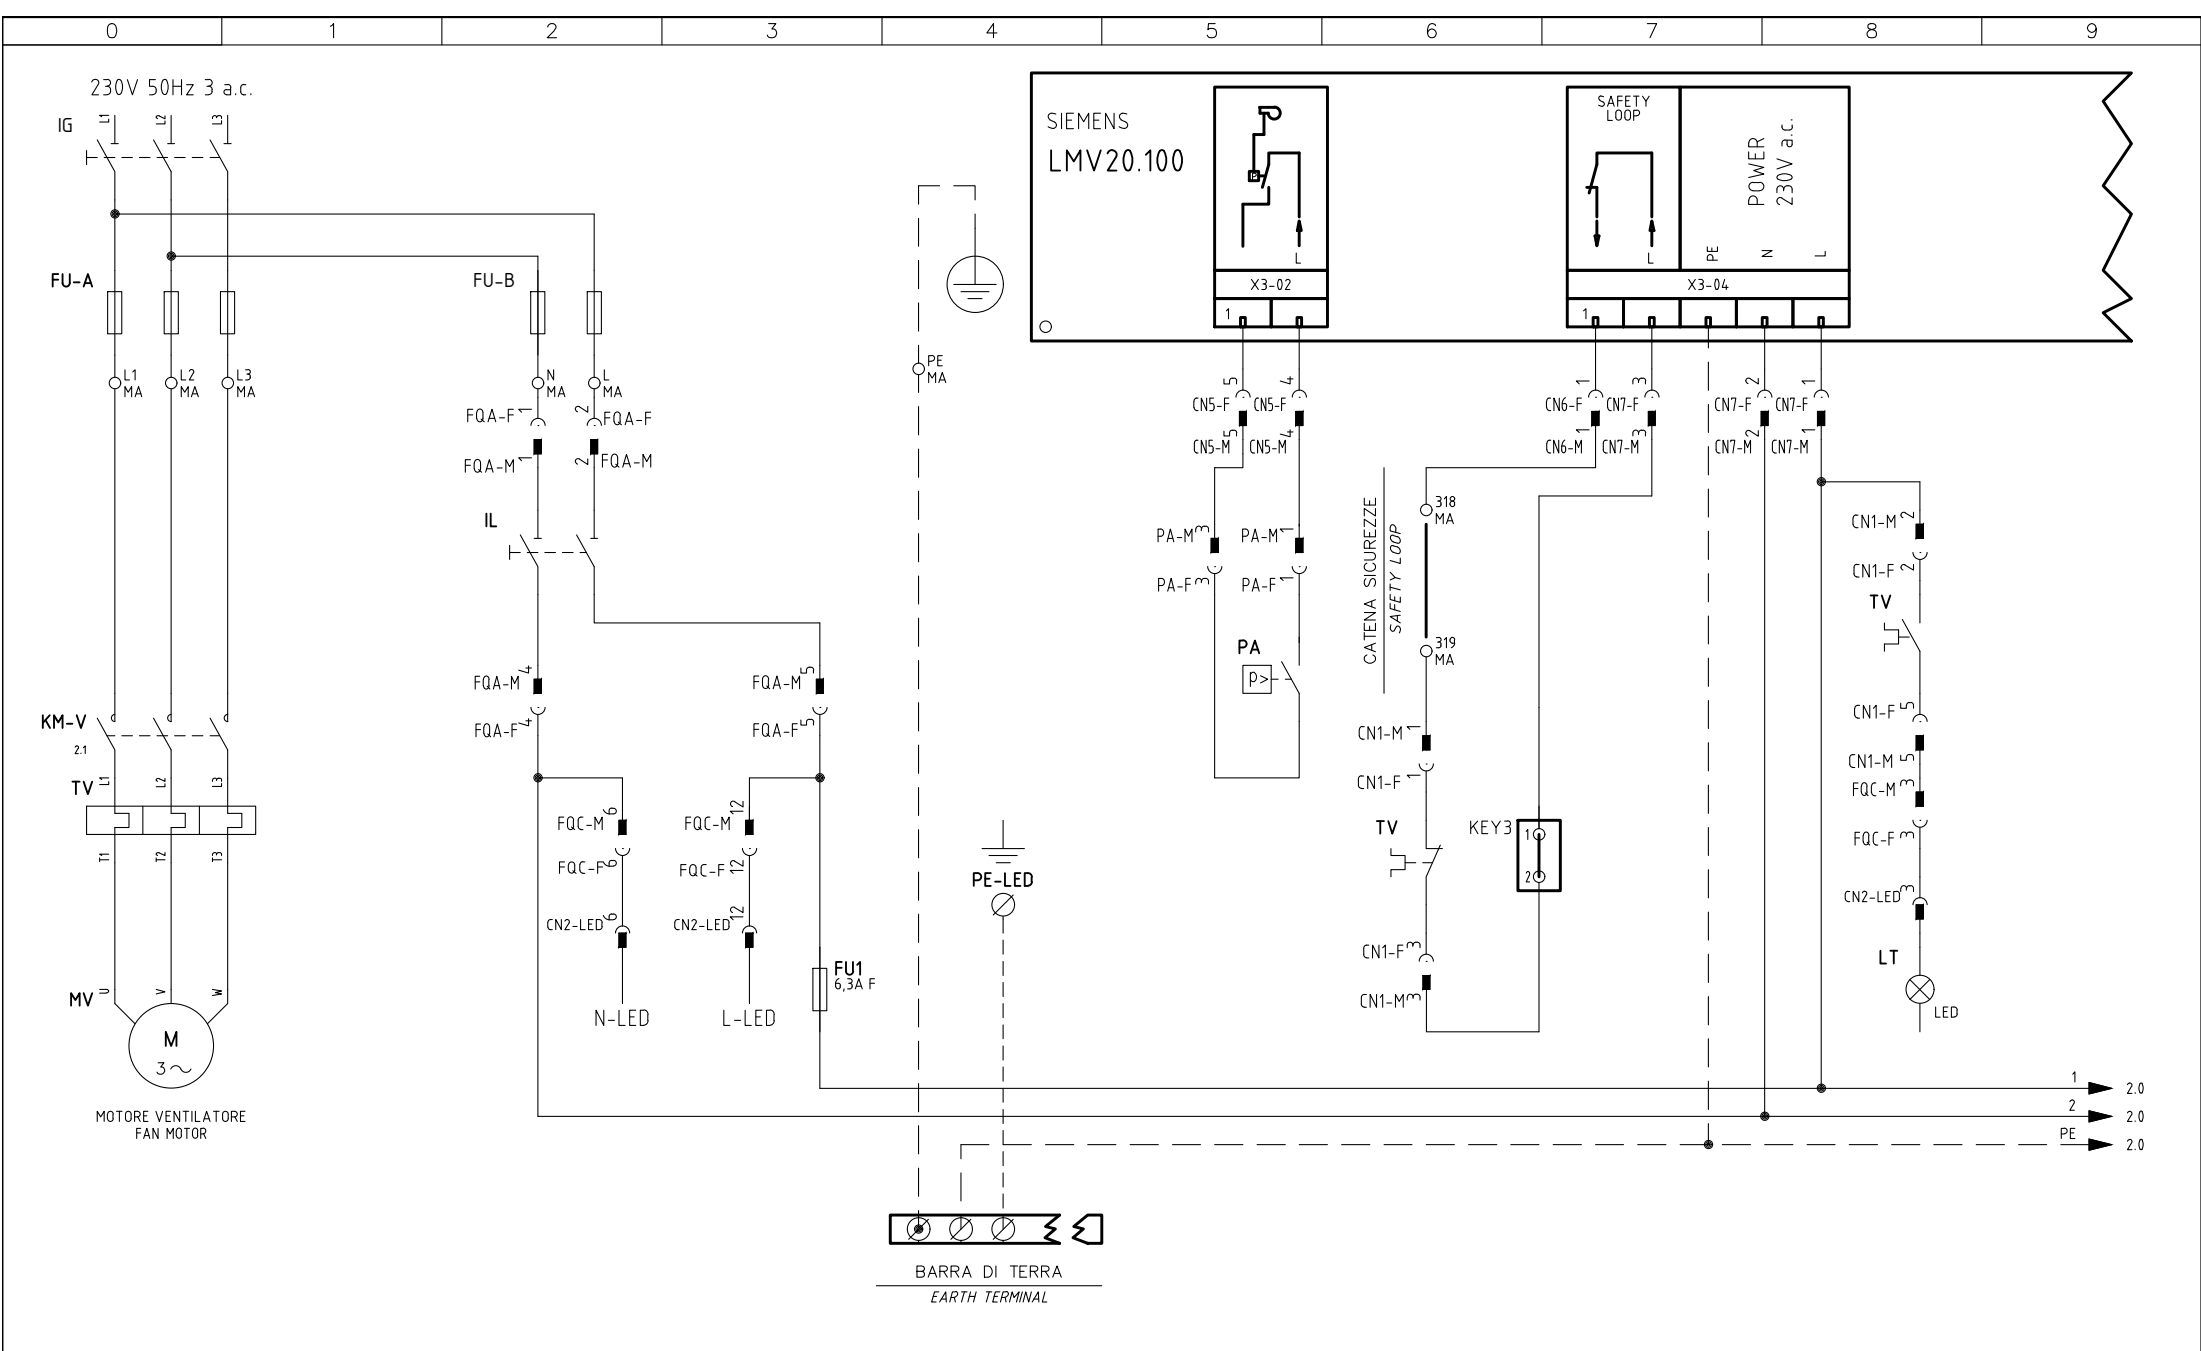 0 1 2 3 4 5 6 7 8 9
230V 50Hz 3 a.c.
IG
L1 L2 L3
FU-A
L1 MA
L2 MA
L3 MA
KM-V
2.1
TV
L1 L2 L3
T1 T2 T3
MV
U V W
M
3~
MOTORE VENTILATORE
FAN MOTOR
FU-B
N MA
L MA
FQA-F 1
2 FQA-F
FQA-M 1
2 FQA-M
IL
FQA-M 4
FQA-F 4
FQA-M 5
FQA-F 5
FQC-M 6
FQC-F 6
CN2-LED 6
N-LED
FQC-M 12
FQC-F 12
CN2-LED 12
L-LED
FU1
6,3A F
PE
MA
PE-LED
BARRA DI TERRA
EARTH TERMINAL
SIEMENS
LMV20.100
L
X3-02
1
SAFETY
LOOP
L
POWER
230V a.c.
PE N L
X3-04
1
CN5-F 5
CN5-F 4
CN5-M 5
CN5-M 4
PA-M 3
PA-M 1
PA-F 3
PA-F 1
PA
P>
CN6-F 1
CN7-F 3
CN7-F 2
CN7-F 1
CN6-M 1
CN7-M 3
CN7-M 2
CN7-M 1
CATENA SICUREZZE
SAFETY LOOP
318
MA
319
MA
CN1-M 1
CN1-F 1
TV
CN1-F 3
CN1-M 3
KEY3
1
2
CN1-M 2
CN1-F 2
TV
CN1-F 5
CN1-M 5
FQC-M 3
FQC-F 3
CN2-LED 3
LT
LED
1 2.0
2 2.0
PE 2.0